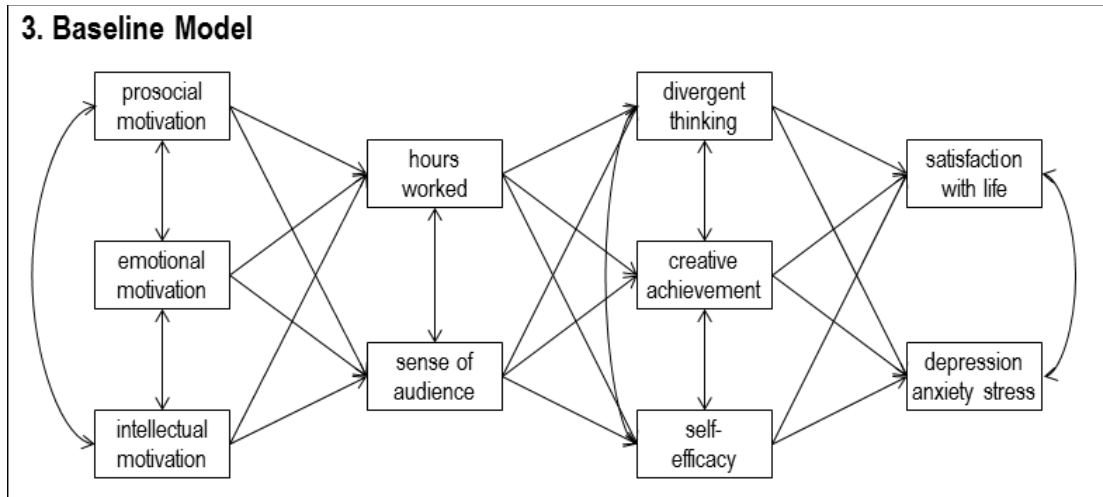 3. Baseline Model
prosocial
motivation
emotional
motivation
intellectual
motivation
hours
worked
sense of
audience
divergent
thinking
creative
achievement
self-
efficacy
satisfaction
with life
depression
anxiety stress